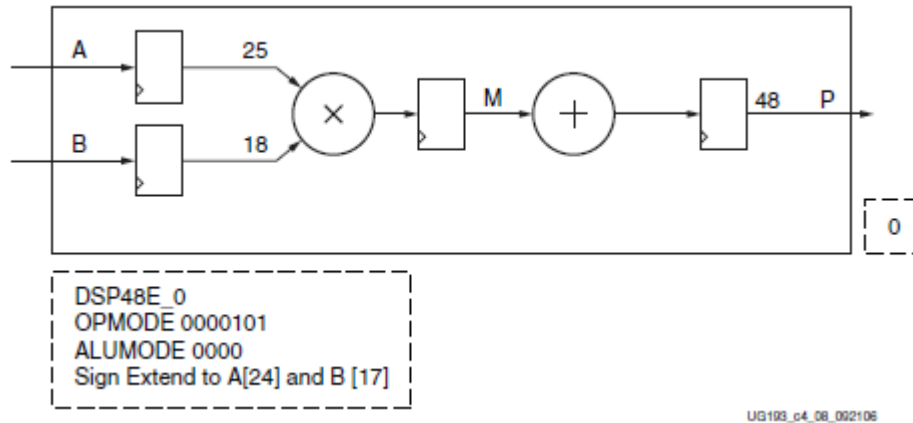 A
25
×
M
+
48
P
B
18
0
DSP48E_0
OPMODE 0000101
ALUMODE 0000
Sign Extend to A[24] and B [17]
UG193_c4_08_092106